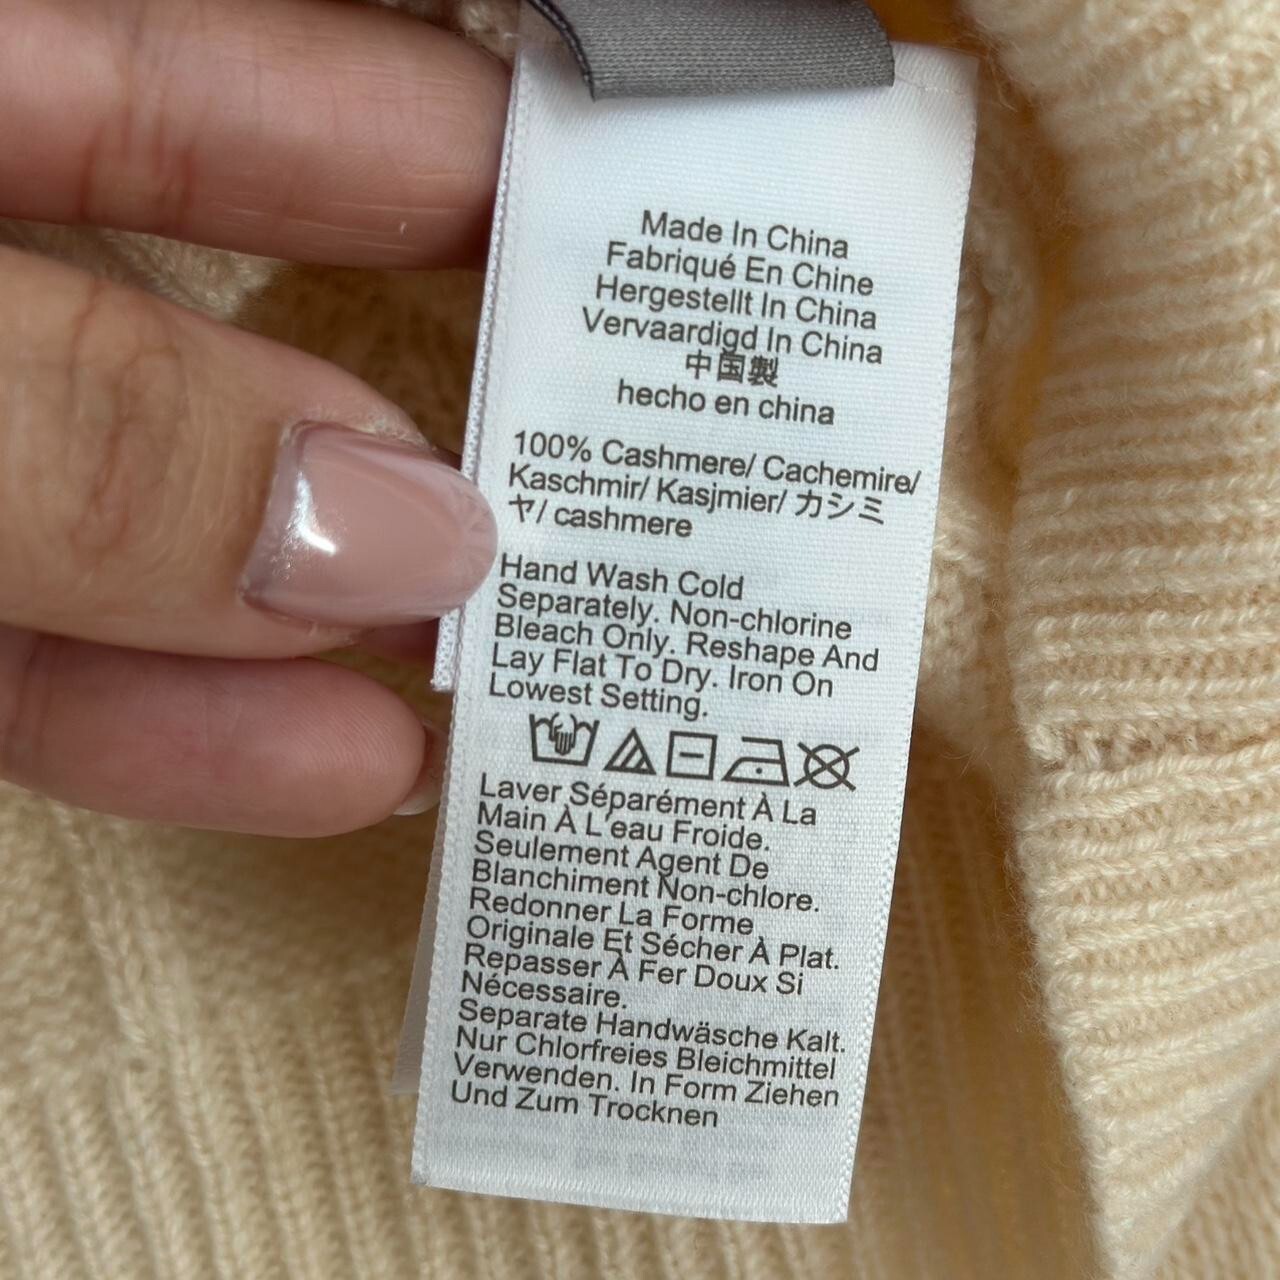 Made In China
Fabriqué En Chine
Hergestellt In China
Vervaardigd In China
中国製
hecho en china
100% Cashmere/ Cachemire/
Kaschmir/ Kasjmier/ カシミ
ヤ/ cashmere
Hand Wash Cold
Separately. Non-chlorine
Bleach Only. Reshape And
Lay Flat To Dry. Iron On
Lowest Setting.
Laver Séparément À La
Main À L'eau Froide.
Seulement Agent De
Blanchiment Non-chlore.
Redonner La Forme
Originale Et Sécher À Plat.
Repasser À Fer Doux Si
Nécessaire.
Separate Handwäsche Kalt.
Nur Chlorfreies Bleichmittel
Verwenden. In Form Ziehen
Und Zum Trocknen